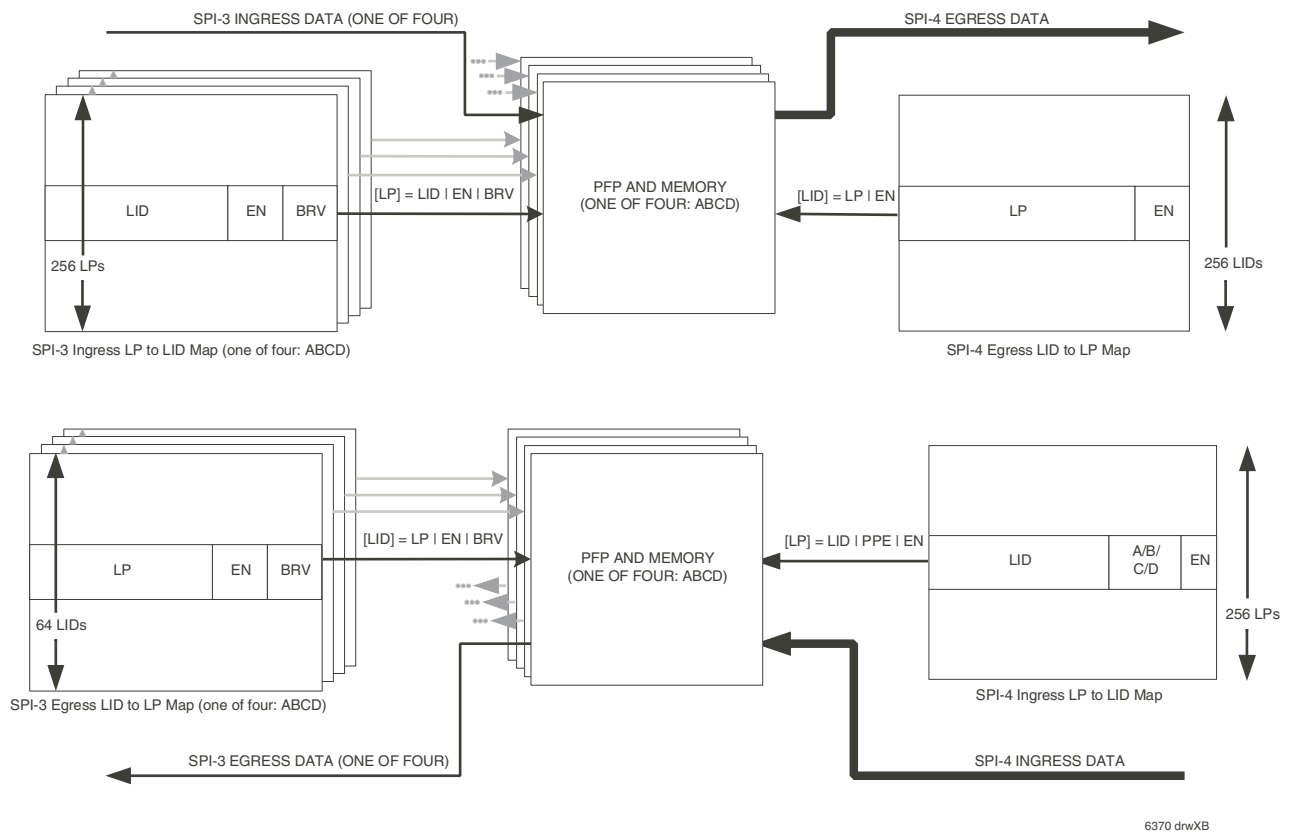 SPI-3 INGRESS DATA (ONE OF FOUR)
SPI-4 EGRESS DATA
LID
EN
BRV
256 LPs
[LP] = LID | EN | BRV
PFP AND MEMORY
(ONE OF FOUR: ABCD)
[LID] = LP | EN
LP
EN
256 LIDs
SPI-3 Ingress LP to LID Map (one of four: ABCD)
SPI-4 Egress LID to LP Map
LP
EN
BRV
64 LIDs
[LID] = LP | EN | BRV
PFP AND MEMORY
(ONE OF FOUR: ABCD)
[LP] = LID | PPE | EN
LID
A/B/
C/D
EN
256 LPs
SPI-3 Egress LID to LP Map (one of four: ABCD)
SPI-4 Ingress LP to LID Map
SPI-3 EGRESS DATA (ONE OF FOUR)
SPI-4 INGRESS DATA
6370 drwXB